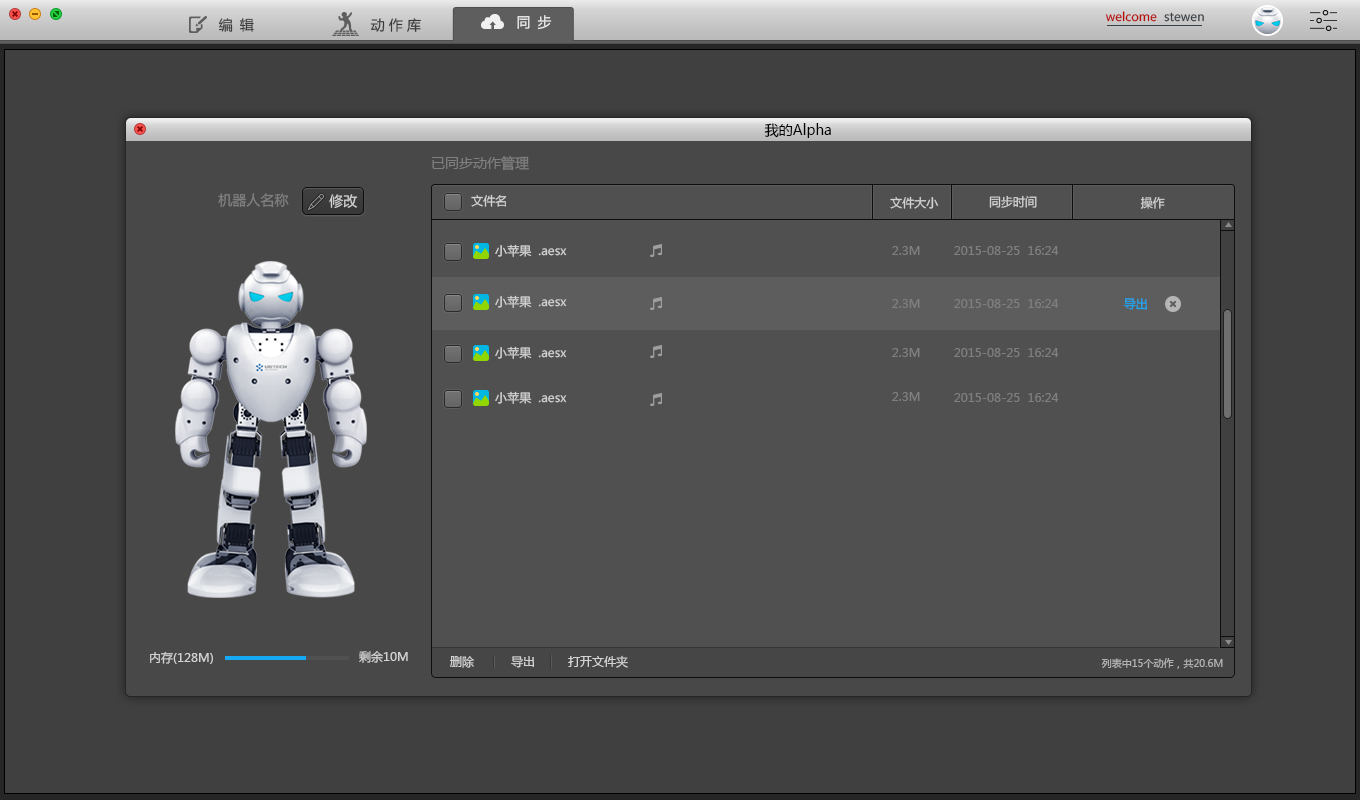 编 辑
动作库
同 步
welcome stewen
我的Alpha
已同步动作管理
机器人名称 修改
文件名 文件大小 同步时间 操作
小苹果 .aesx 2.3M 2015-08-25 16:24
小苹果 .aesx 2.3M 2015-08-25 16:24 导出
小苹果 .aesx 2.3M 2015-08-25 16:24
小苹果 .aesx 2.3M 2015-08-25 16:24
内存(128M) 剩余10M
删除 导出 打开文件夹 列表中15个动作，共20.6M